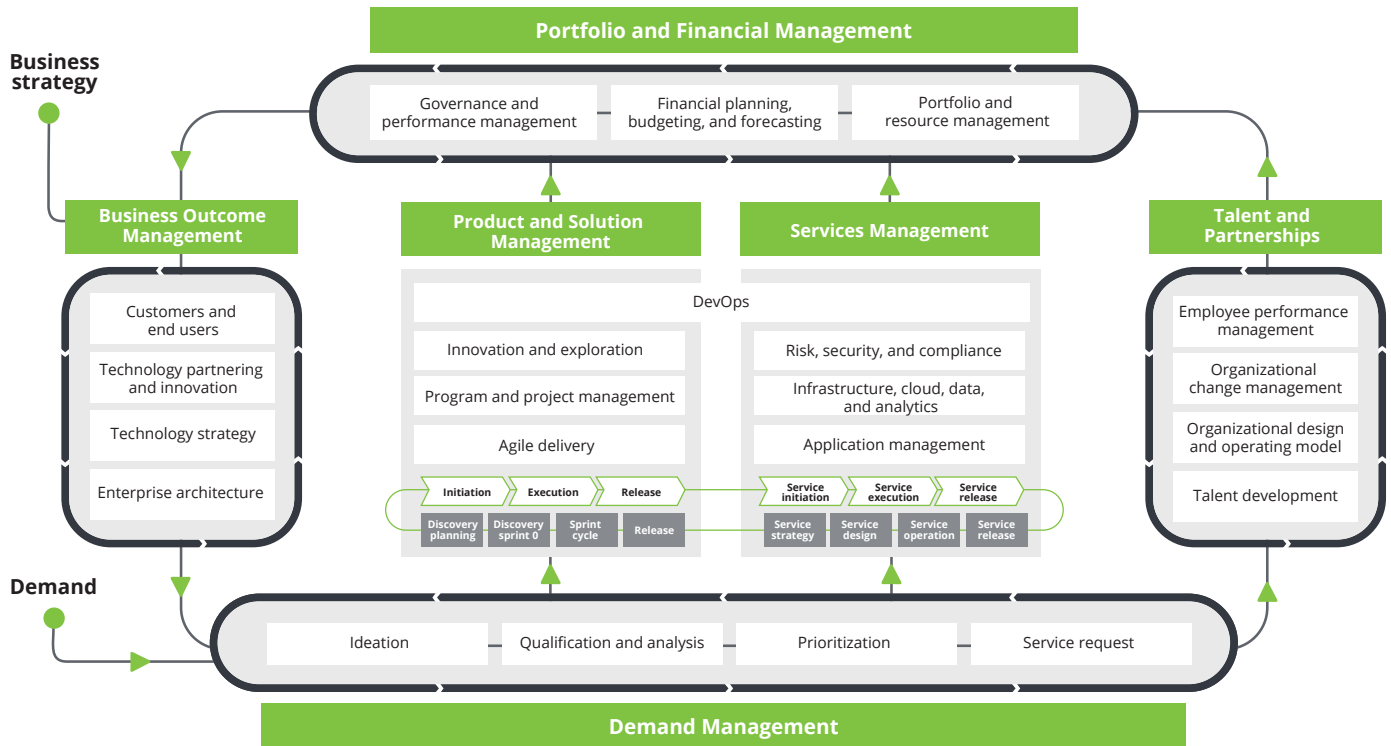 Portfolio and Financial Management
Business
strategy
Governance and
performance management
Financial planning,
budgeting, and forecasting
Portfolio and
resource management
Business Outcome
Management
Product and Solution
Management
Services Management
Talent and
Partnerships
Customers and
end users
Technology partnering
and innovation
Technology strategy
Enterprise architecture
DevOps
Innovation and exploration
Program and project management
Agile delivery
Risk, security, and compliance
Infrastructure, cloud, data,
and analytics
Application management
Initiation
Execution
Release
Service
initiation
Service
execution
Service
release
Discovery
planning
Discovery
sprint 0
Sprint
cycle
Release
Service
strategy
Service
design
Service
operation
Service
release
Employee performance
management
Organizational
change management
Organizational design
and operating model
Talent development
Demand
Ideation
Qualification and analysis
Prioritization
Service request
Demand Management